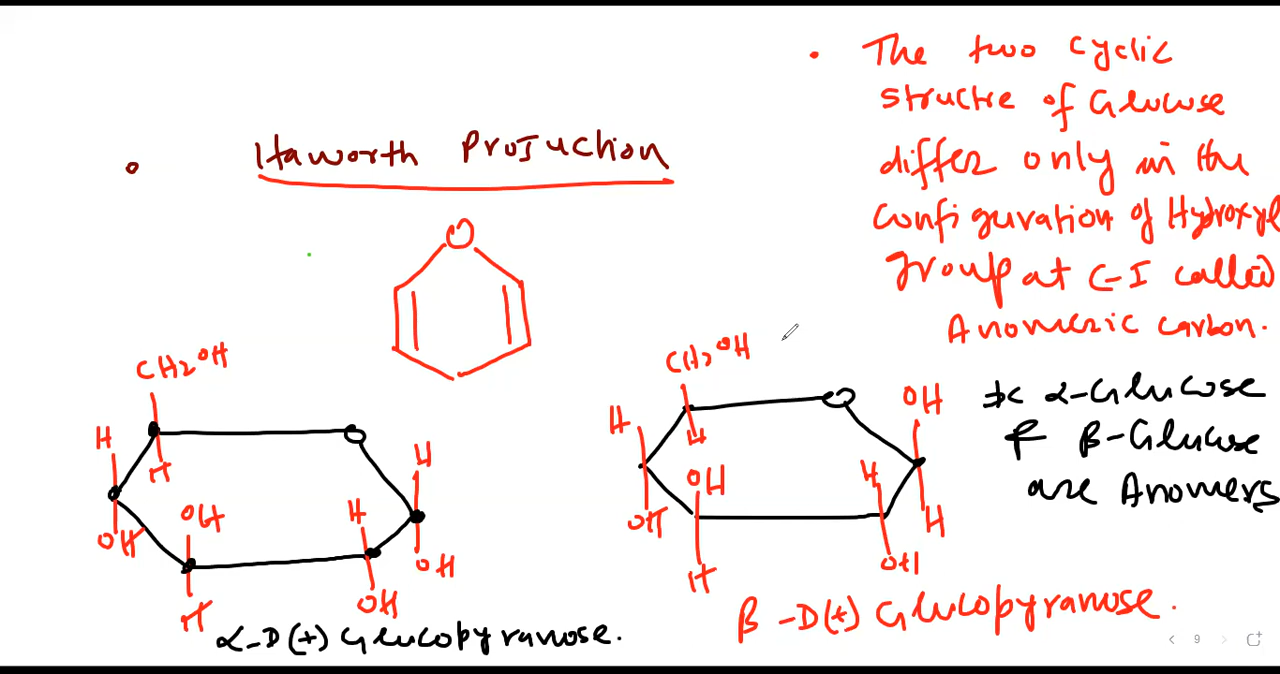 • Haworth Projuction
O
CH2OH
H
H
O
H
OH
OH
H
H
OH
OH
H
α-D(+) Glucopyranose.
CH2OH
H
O
OH
H
OH
H
OH
H
OH
H
β-D(+) Glucopyranose.
• The two cyclic
structre of Glucose
differ only in the
configuration of Hydroxyl
group at C-I called
Anomeric carbon.
* α-Glucose
& β-Glucose
are Anomers
< 9 >